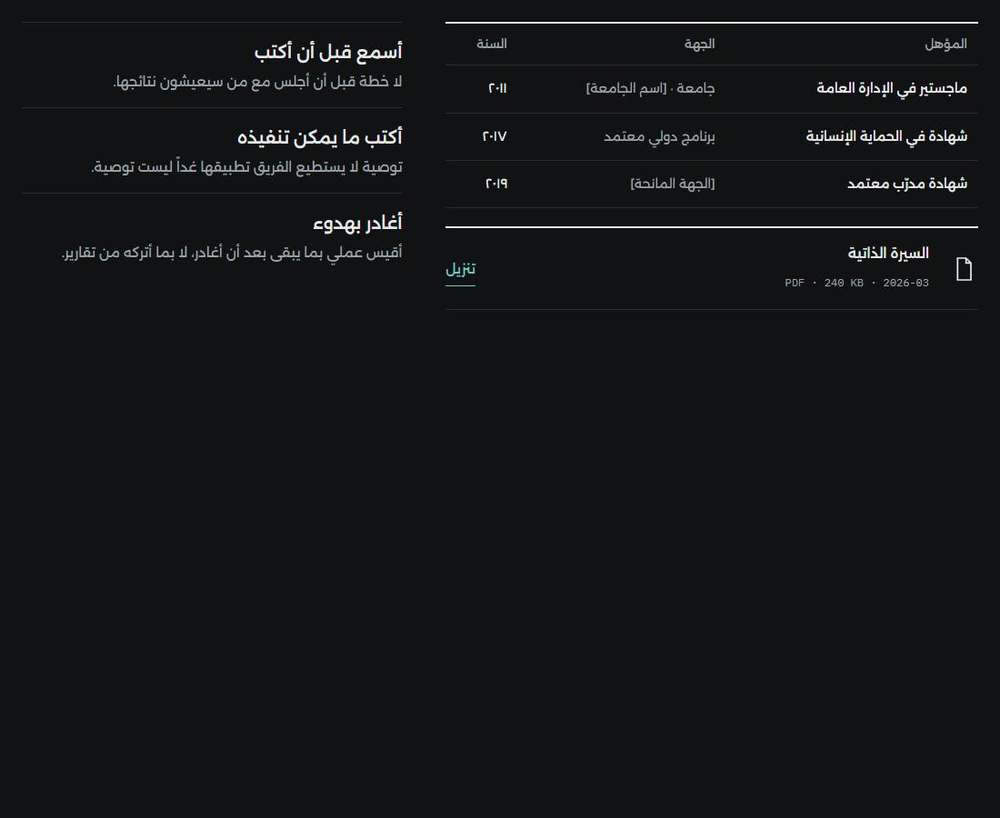 المؤهل الجهة السنة
ماجستير في الإدارة العامة جامعة · [اسم الجامعة] ٢٠١١
شهادة في الحماية الإنسانية برنامج دولي معتمد ٢٠١٧
شهادة مدرّب معتمد [الجهة المانحة] ٢٠١٩
السيرة الذاتية
PDF · 240 KB · 2026-03
تنزيل
أسمع قبل أن أكتب
لا خطة قبل أن أجلس مع من سيعيشون نتائجها.
أكتب ما يمكن تنفيذه
توصية لا يستطيع الفريق تطبيقها غداً ليست توصية.
أغادر بهدوء
أقيس عملي بما يبقى بعد أن أغادر، لا بما أتركه من تقارير.